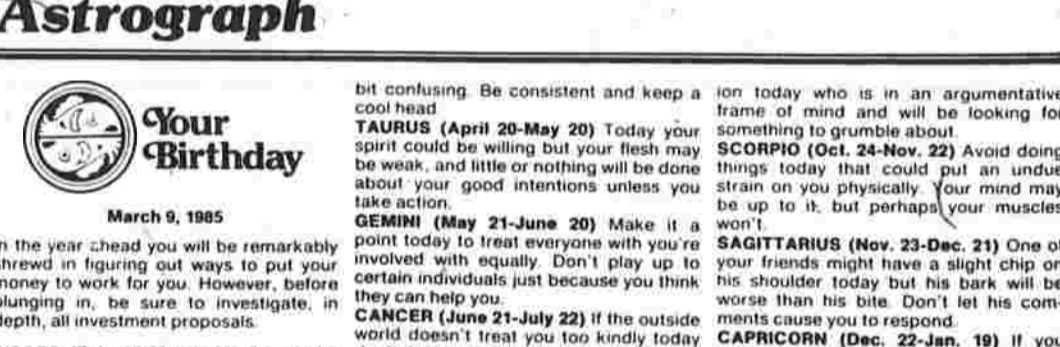 Astrograph
Your
Birthday
March 9, 1985
n the year ahead you will be remarkably
shrewd in figuring out ways to put your
money to work for you. However, before
plunging in, be sure to investigate, in
depth, all investment proposals.
bit confusing. Be consistent and keep a
cool head
TAURUS (April 20-May 20) Today your
spirit could be willing but your flesh may
be weak, and little or nothing will be done
about your good intentions unless you
take action.
GEMINI (May 21-June 20) Make it a
point today to treat everyone with you're
involved with equally. Don't play up to
certain individuals just because you think
they can help you.
CANCER (June 21-July 22) If the outside
world doesn't treat you too kindly today
ion today who is in an argumentative
frame of mind and will be looking for
something to grumble about.
SCORPIO (Oct. 24-Nov. 22) Avoid doing
things today that could put an undue
strain on you physically. Your mind may
be up to it, but perhaps your muscles
won't.
SAGITTARIUS (Nov. 23-Dec. 21) One of
your friends might have a slight chip on
his shoulder today but his bark will be
worse than his bite. Don't let his com
ments cause you to respond.
CAPRICORN (Dec. 22-Jan. 19) If you